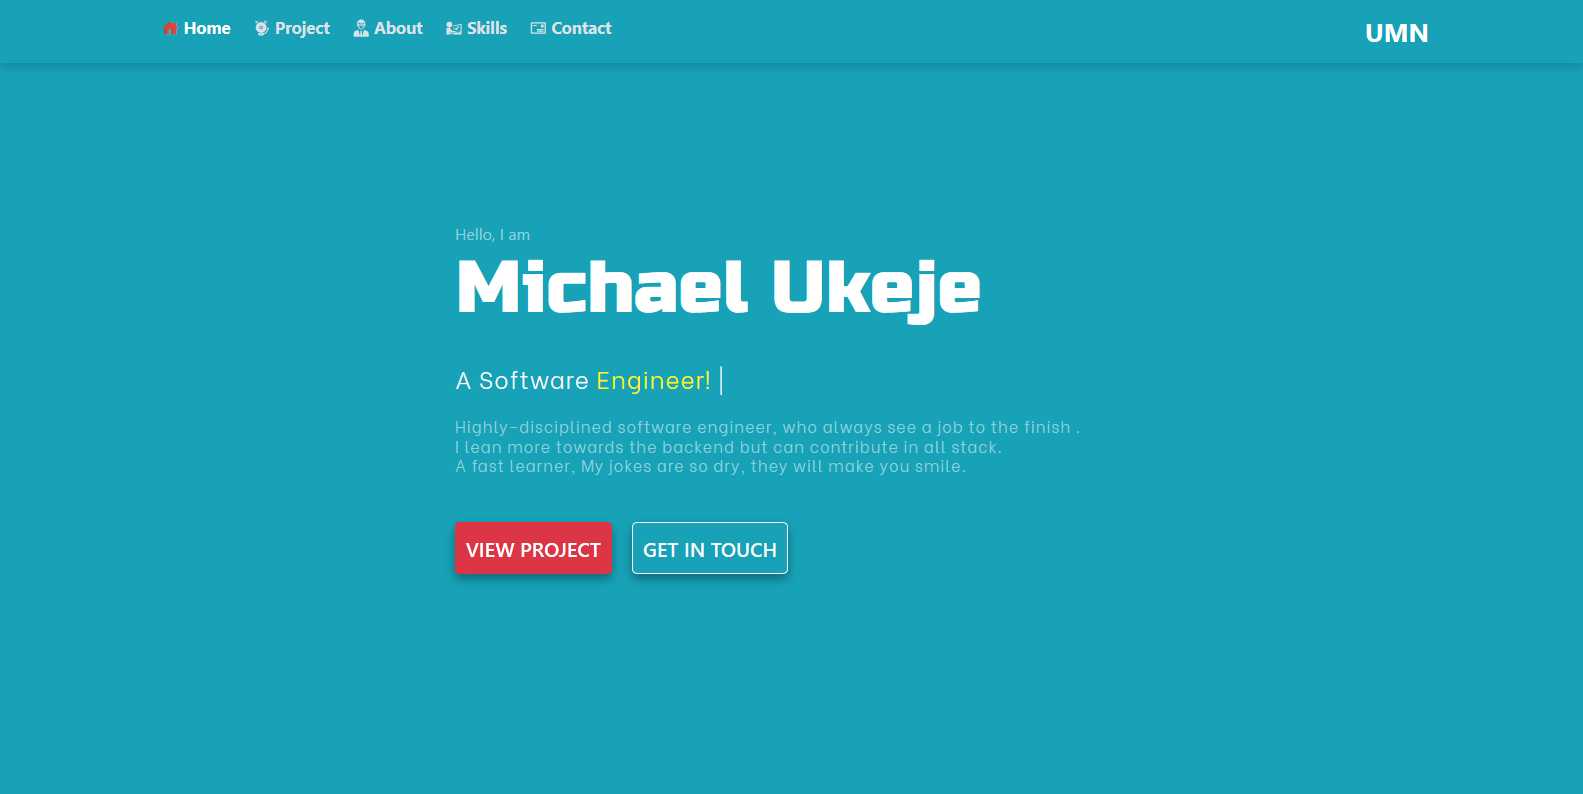 Home Project About Skills Contact UMN
Hello, I am
Michael Ukeje
A Software Engineer! |
Highly-disciplined software engineer, who always see a job to the finish .
I lean more towards the backend but can contribute in all stack.
A fast learner, My jokes are so dry, they will make you smile.
VIEW PROJECT GET IN TOUCH